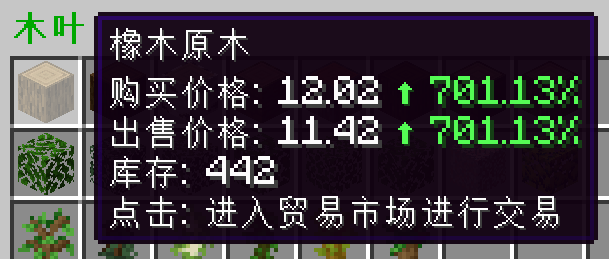 木叶
橡木原木
购买价格: 12.02 ↑ 701.13%
出售价格: 11.42 ↑ 701.13%
库存: 442
点击: 进入贸易市场进行交易